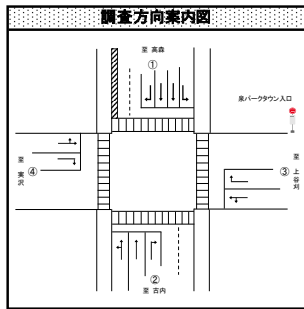 調査方向案内図
至 高森
①
泉パークタウン入口
至 実沢
④
③
至 上谷刈
②
至 古内